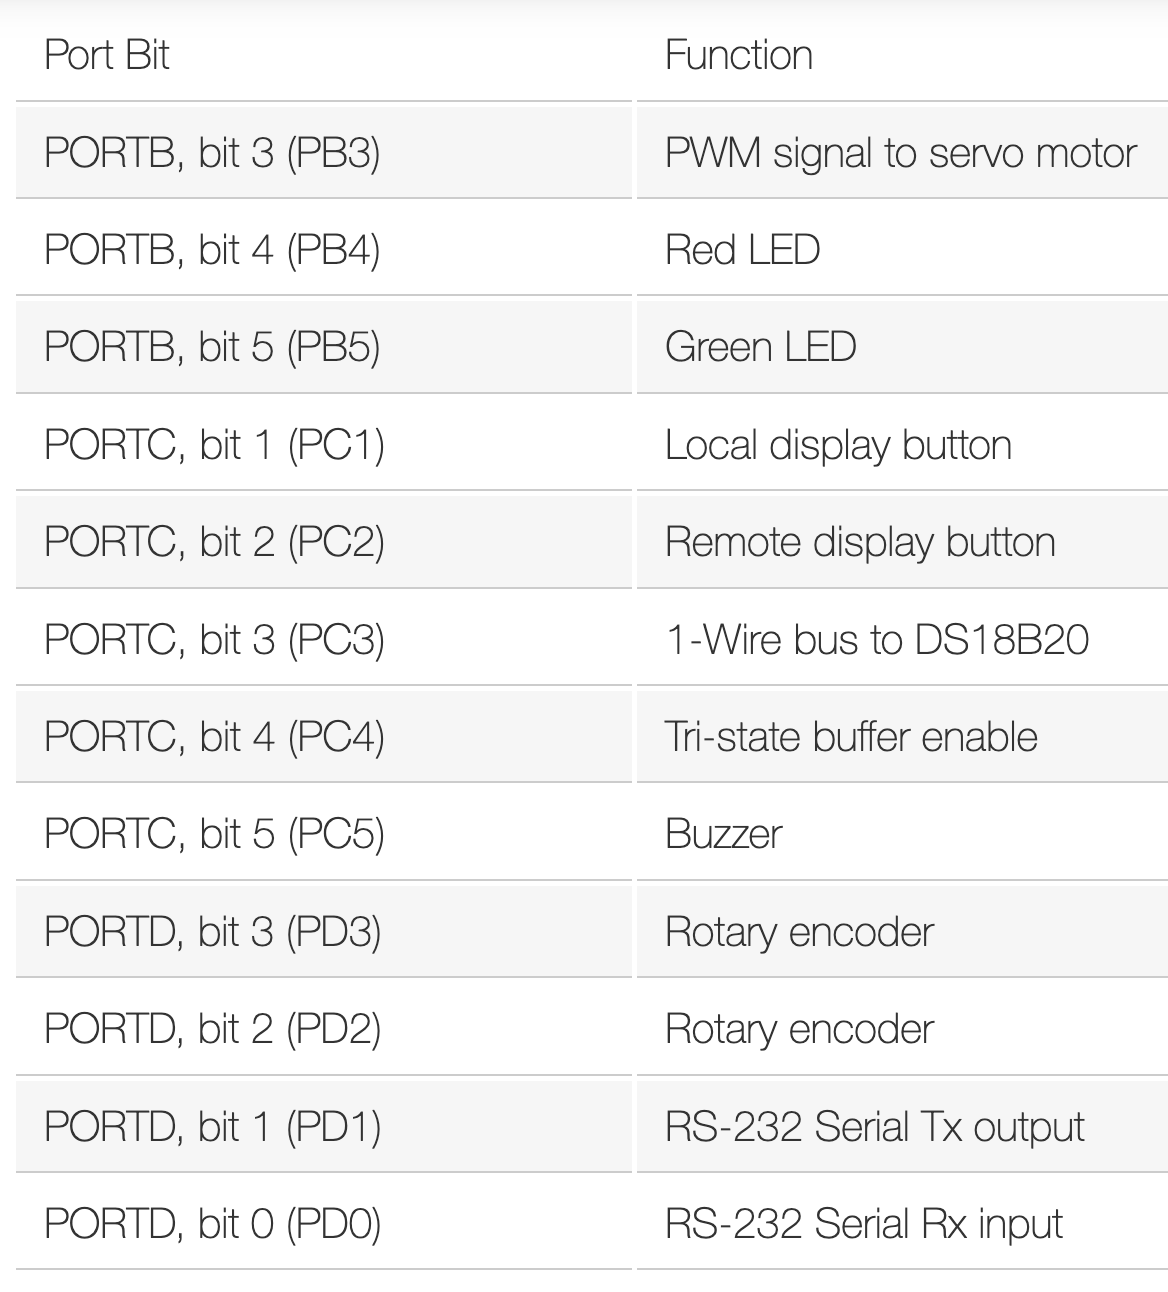 Port Bit Function
PORTB, bit 3 (PB3) PWM signal to servo motor
PORTB, bit 4 (PB4) Red LED
PORTB, bit 5 (PB5) Green LED
PORTC, bit 1 (PC1) Local display button
PORTC, bit 2 (PC2) Remote display button
PORTC, bit 3 (PC3) 1-Wire bus to DS18B20
PORTC, bit 4 (PC4) Tri-state buffer enable
PORTC, bit 5 (PC5) Buzzer
PORTD, bit 3 (PD3) Rotary encoder
PORTD, bit 2 (PD2) Rotary encoder
PORTD, bit 1 (PD1) RS-232 Serial Tx output
PORTD, bit 0 (PD0) RS-232 Serial Rx input